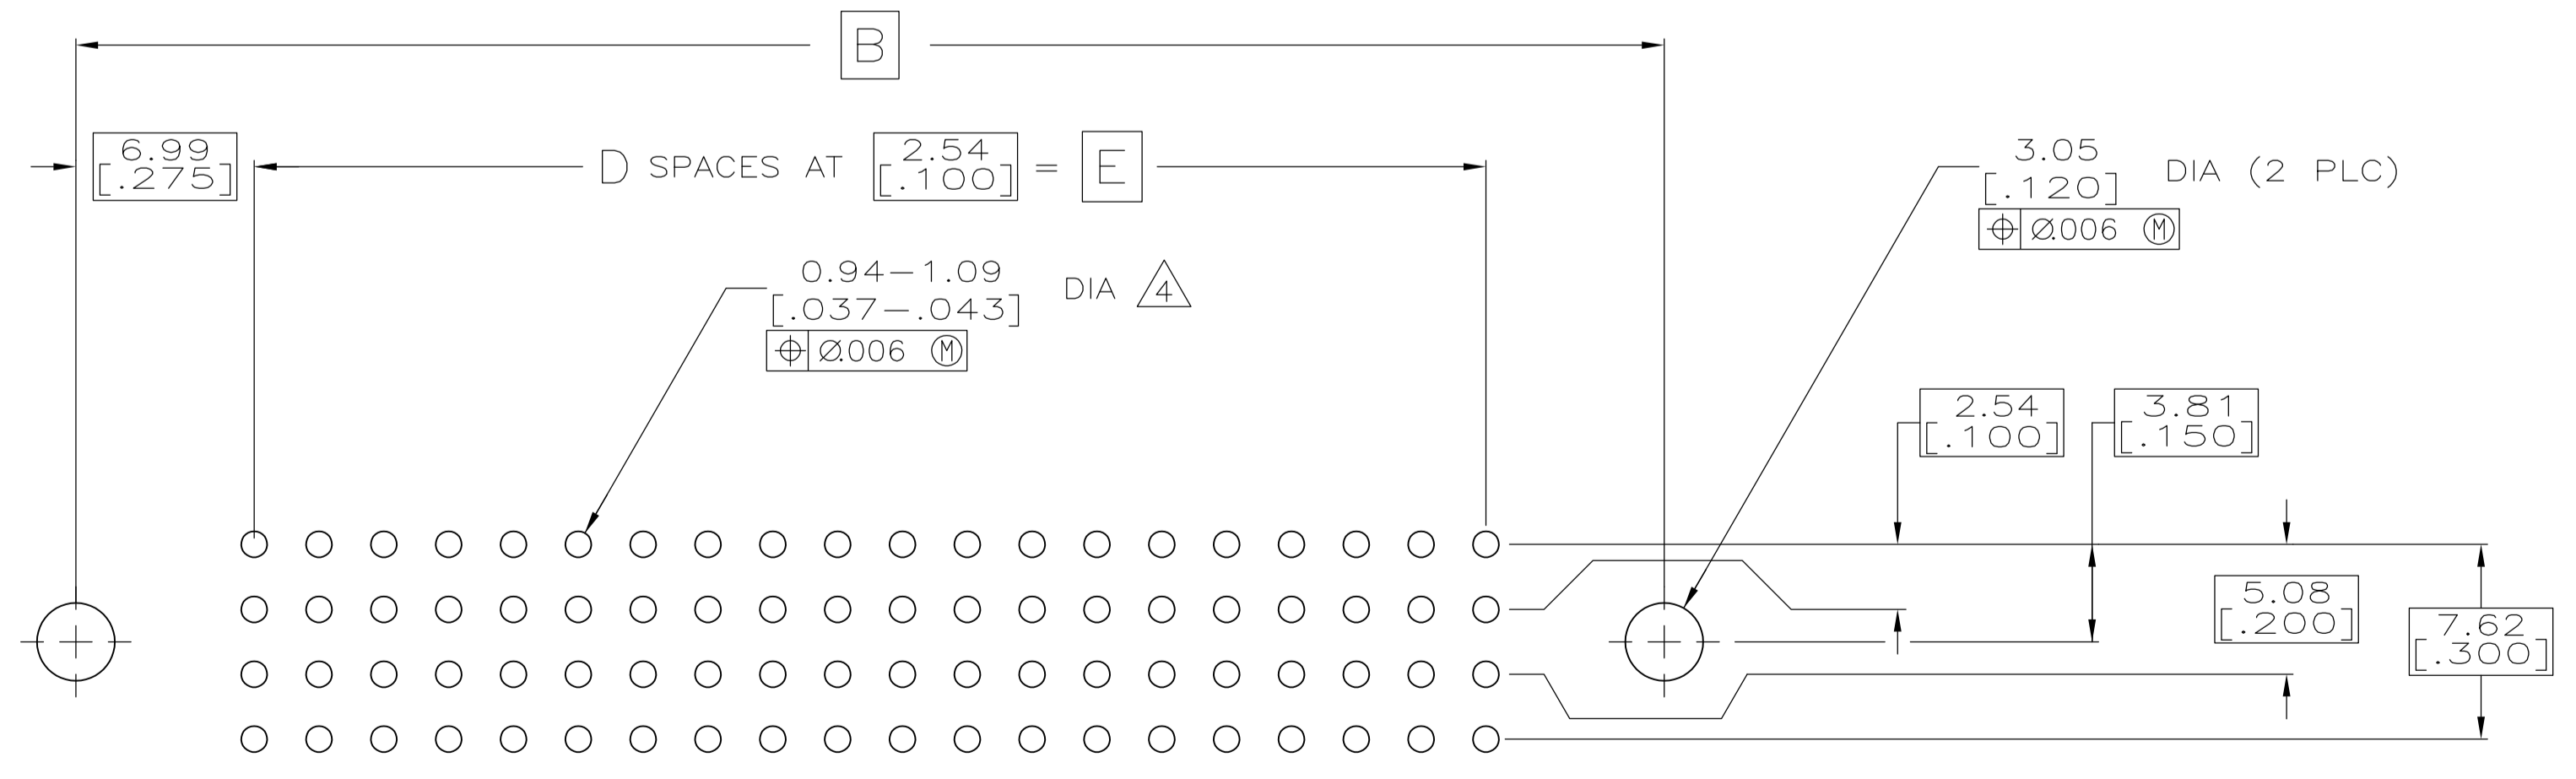 B
6.99
[.275]
D SPACES AT 2.54 [.100] = E
0.94-1.09
[.037-.043]
DIA 4
⌖ Ø.006 Ⓜ
3.05
[.120]
DIA (2 PLC)
⌖ Ø.006 Ⓜ
2.54
[.100]
3.81
[.150]
5.08
[.200]
7.62
[.300]